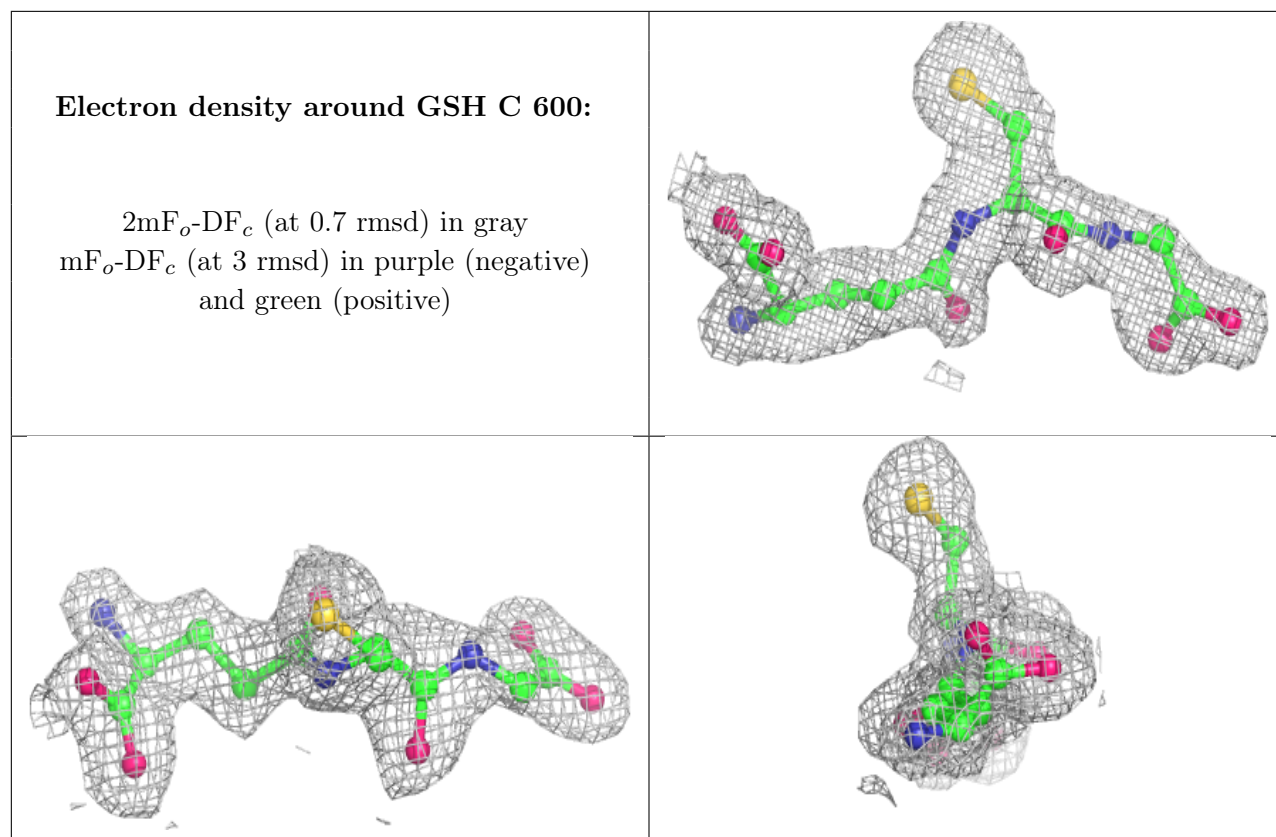 Electron density around GSH C 600:
2mFₒ-DF𝑐 (at 0.7 rmsd) in gray
mFₒ-DF𝑐 (at 3 rmsd) in purple (negative)
and green (positive)